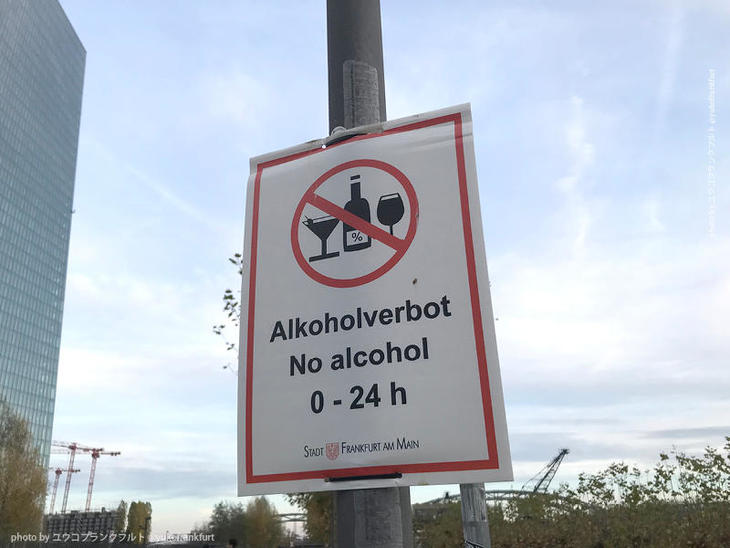 %
Alkoholverbot
No alcohol
0 - 24 h
STADT FRANKFURT AM MAIN
photo by ユウコフランクフルト @yukofrankfurt